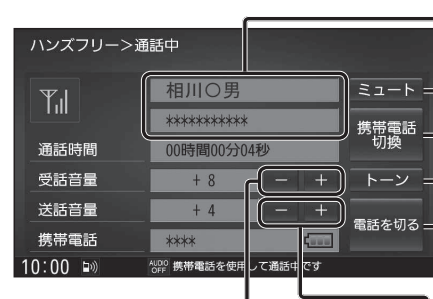 ハンズフリー＞通話中
相川○男
ミュート
***********
携帯電話
切換
通話時間 00時間00分04秒
受話音量 +8 － ＋ トーン
送話音量 +4 － ＋
電話を切る
携帯電話 ****
10:00 AUDIO OFF 携帯電話を使用して通話中です